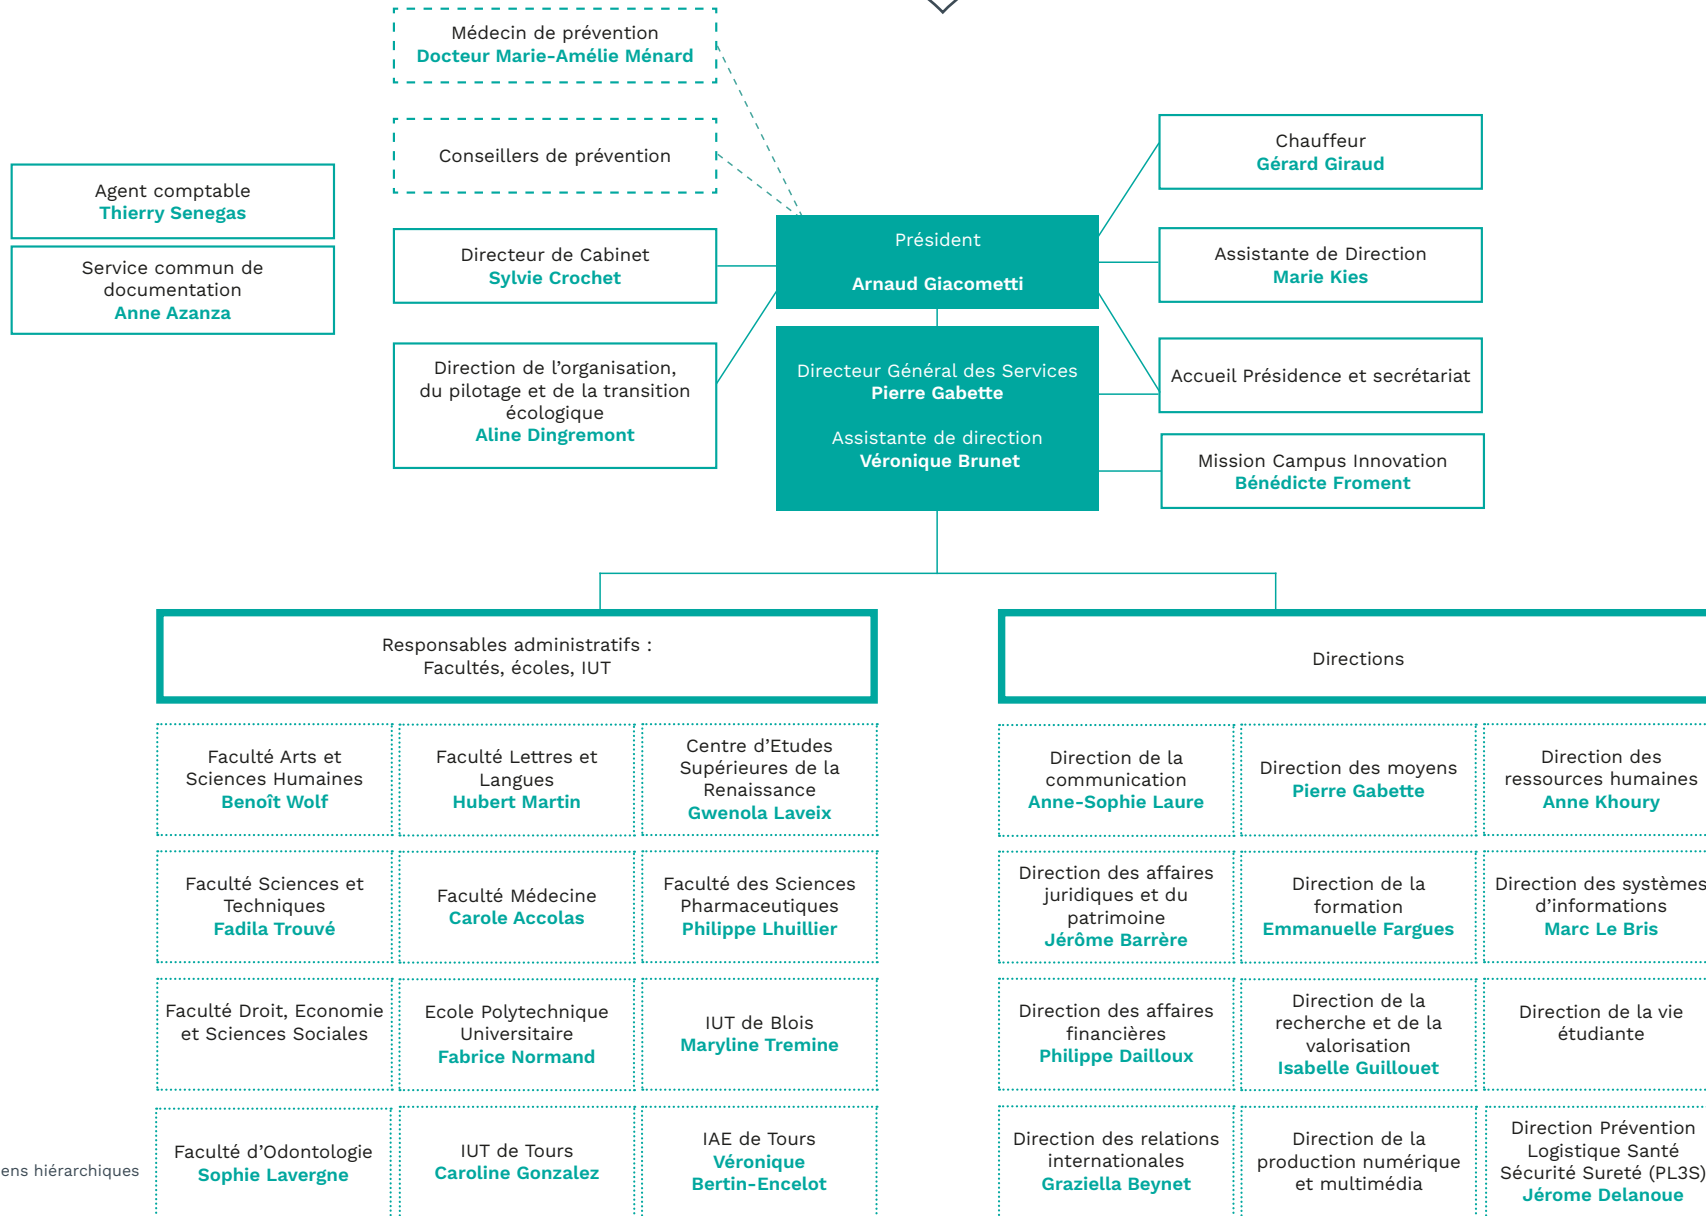 Médecin de prévention
Docteur Marie-Amélie Ménard
Conseillers de prévention
Agent comptable
Thierry Senegas
Service commun de
documentation
Anne Azanza
Directeur de Cabinet
Sylvie Crochet
Direction de l'organisation,
du pilotage et de la transition
écologique
Aline Dingremont
Président
Arnaud Giacometti
Directeur Général des Services
Pierre Gabette
Assistante de direction
Véronique Brunet
Chauffeur
Gérard Giraud
Assistante de Direction
Marie Kies
Accueil Présidence et secrétariat
Mission Campus Innovation
Bénédicte Froment
Responsables administratifs :
Facultés, écoles, IUT
Faculté Arts et
Sciences Humaines
Benoît Wolf
Faculté Lettres et
Langues
Hubert Martin
Centre d'Etudes
Supérieures de la
Renaissance
Gwenola Laveix
Faculté Sciences et
Techniques
Fadila Trouvé
Faculté Médecine
Carole Accolas
Faculté des Sciences
Pharmaceutiques
Philippe Lhuillier
Faculté Droit, Economie
et Sciences Sociales
Ecole Polytechnique
Universitaire
Fabrice Normand
IUT de Blois
Maryline Tremine
Faculté d'Odontologie
Sophie Lavergne
IUT de Tours
Caroline Gonzalez
IAE de Tours
Véronique
Bertin-Encelot
Directions
Direction de la
communication
Anne-Sophie Laure
Direction des moyens
Pierre Gabette
Direction des
ressources humaines
Anne Khoury
Direction des affaires
juridiques et du
patrimoine
Jérôme Barrère
Direction de la
formation
Emmanuelle Fargues
Direction des systèmes
d'informations
Marc Le Bris
Direction des affaires
financières
Philippe Dailloux
Direction de la
recherche et de la
valorisation
Isabelle Guillouet
Direction de la vie
étudiante
Direction des relations
internationales
Graziella Beynet
Direction de la
production numérique
et multimédia
Direction Prévention
Logistique Santé
Sécurité Sureté (PL3S)
Jérome Delanoue
ens hiérarchiques